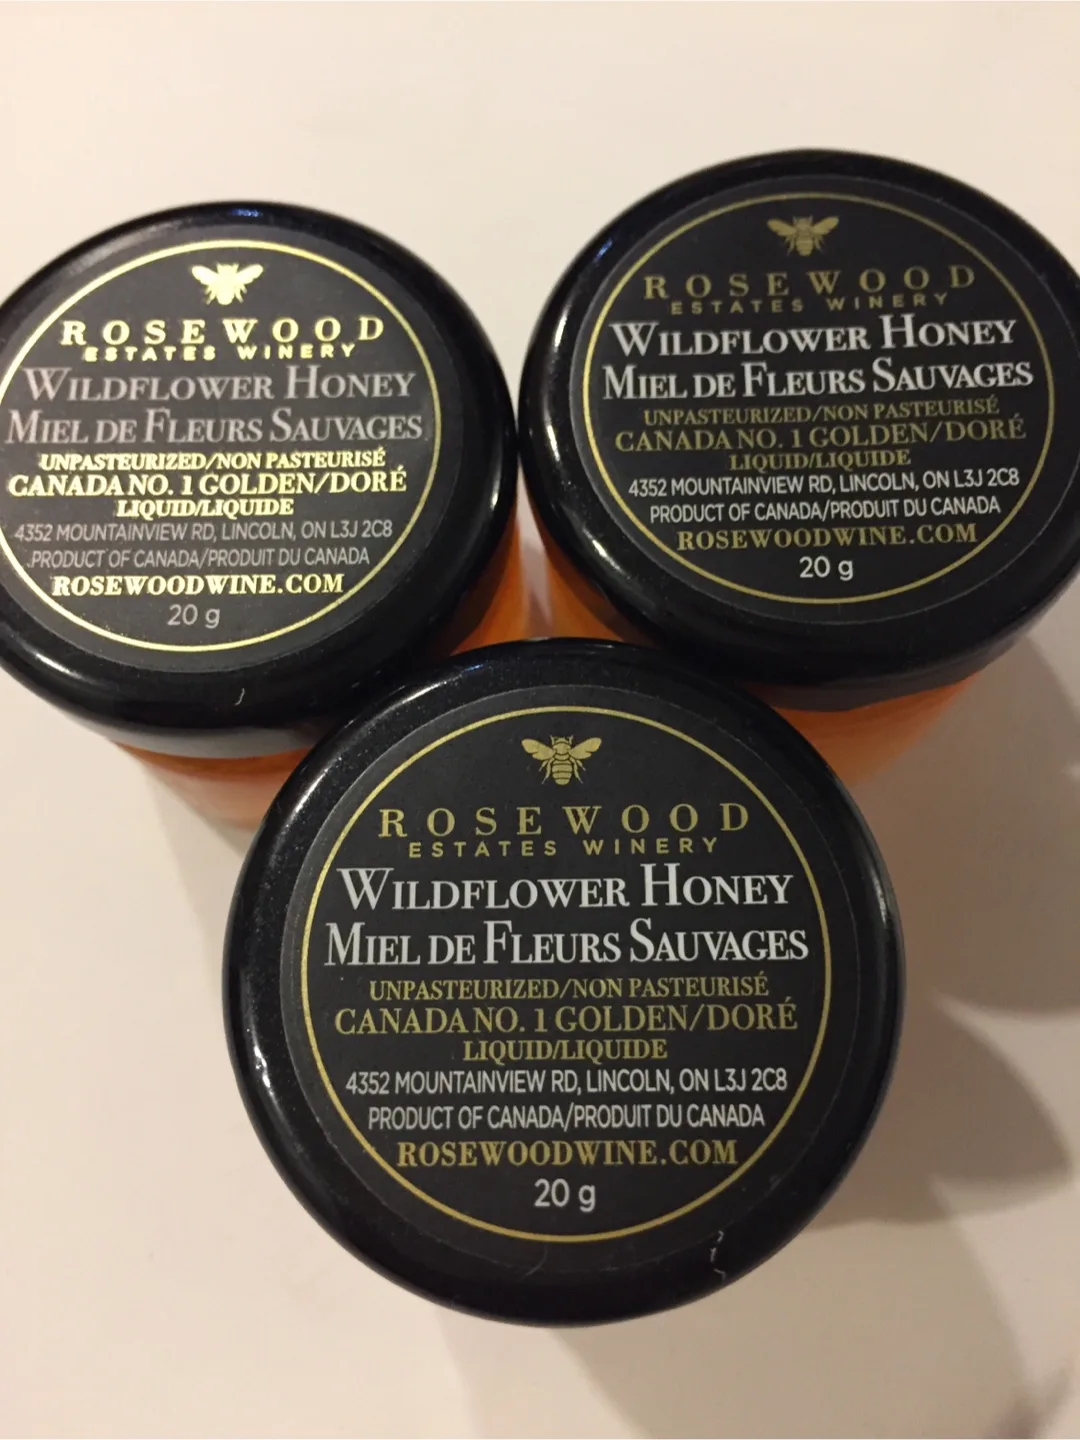 ROSEWOOD
ESTATES WINERY
WILDFLOWER HONEY
MIEL DE FLEURS SAUVAGES
UNPASTEURIZED/NON PASTEURISÉ
CANADA NO. 1 GOLDEN/DORÉ
LIQUID/LIQUIDE
4352 MOUNTAINVIEW RD, LINCOLN, ON L3J 2C8
PRODUCT OF CANADA/PRODUIT DU CANADA
ROSEWOODWINE.COM
20 g
ROSEWOOD
ESTATES WINERY
WILDFLOWER HONEY
MIEL DE FLEURS SAUVAGES
UNPASTEURIZED/NON PASTEURISÉ
CANADA NO. 1 GOLDEN/DORÉ
LIQUID/LIQUIDE
4352 MOUNTAINVIEW RD, LINCOLN, ON L3J 2C8
PRODUCT OF CANADA/PRODUIT DU CANADA
ROSEWOODWINE.COM
20 g
ROSEWOOD
ESTATES WINERY
WILDFLOWER HONEY
MIEL DE FLEURS SAUVAGES
UNPASTEURIZED/NON PASTEURISÉ
CANADA NO. 1 GOLDEN/DORÉ
LIQUID/LIQUIDE
4352 MOUNTAINVIEW RD, LINCOLN, ON L3J 2C8
PRODUCT OF CANADA/PRODUIT DU CANADA
ROSEWOODWINE.COM
20 g